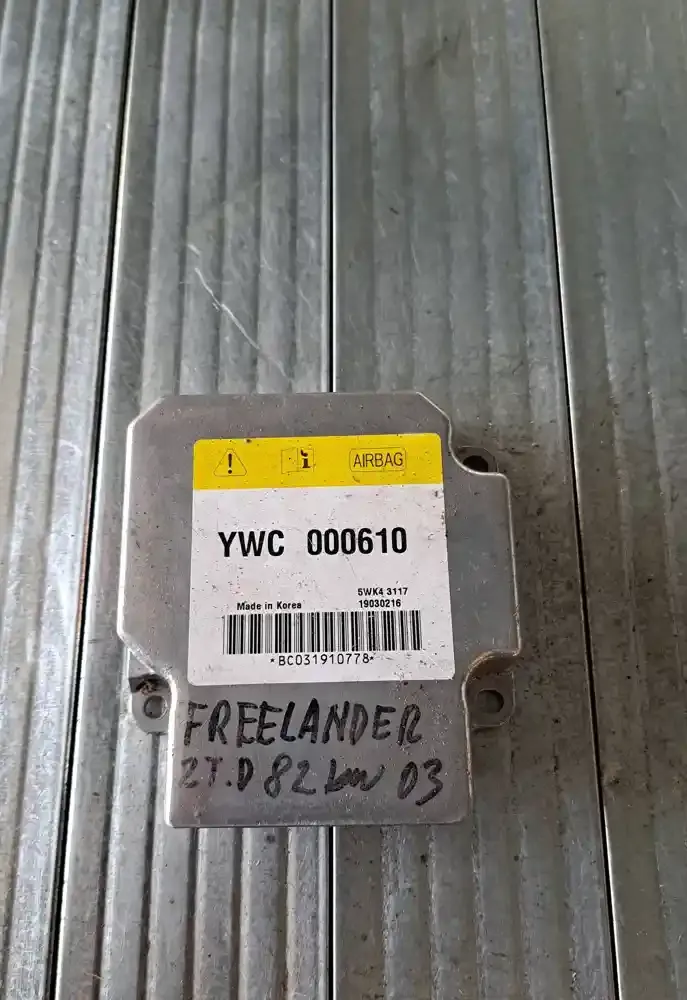 AIRBAG
YWC 000610
5WK4 3117
Made in Korea 19030216
*BC031910778*
FREELANDER
2T.D 82 kw 03